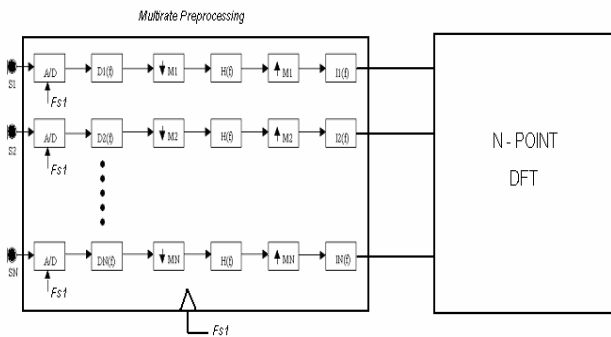 Multirate Preprocessing
S1 A/D D1(f) ↓ M1 H(f) ↑ M1 I1(f)
Fs1
S2 A/D D2(f) ↓ M2 H(f) ↑ M2 I2(f)
Fs1
SN A/D DN(f) ↓ MN H(f) ↑ MN IN(f)
Fs1
Fs1
N - POINT
DFT